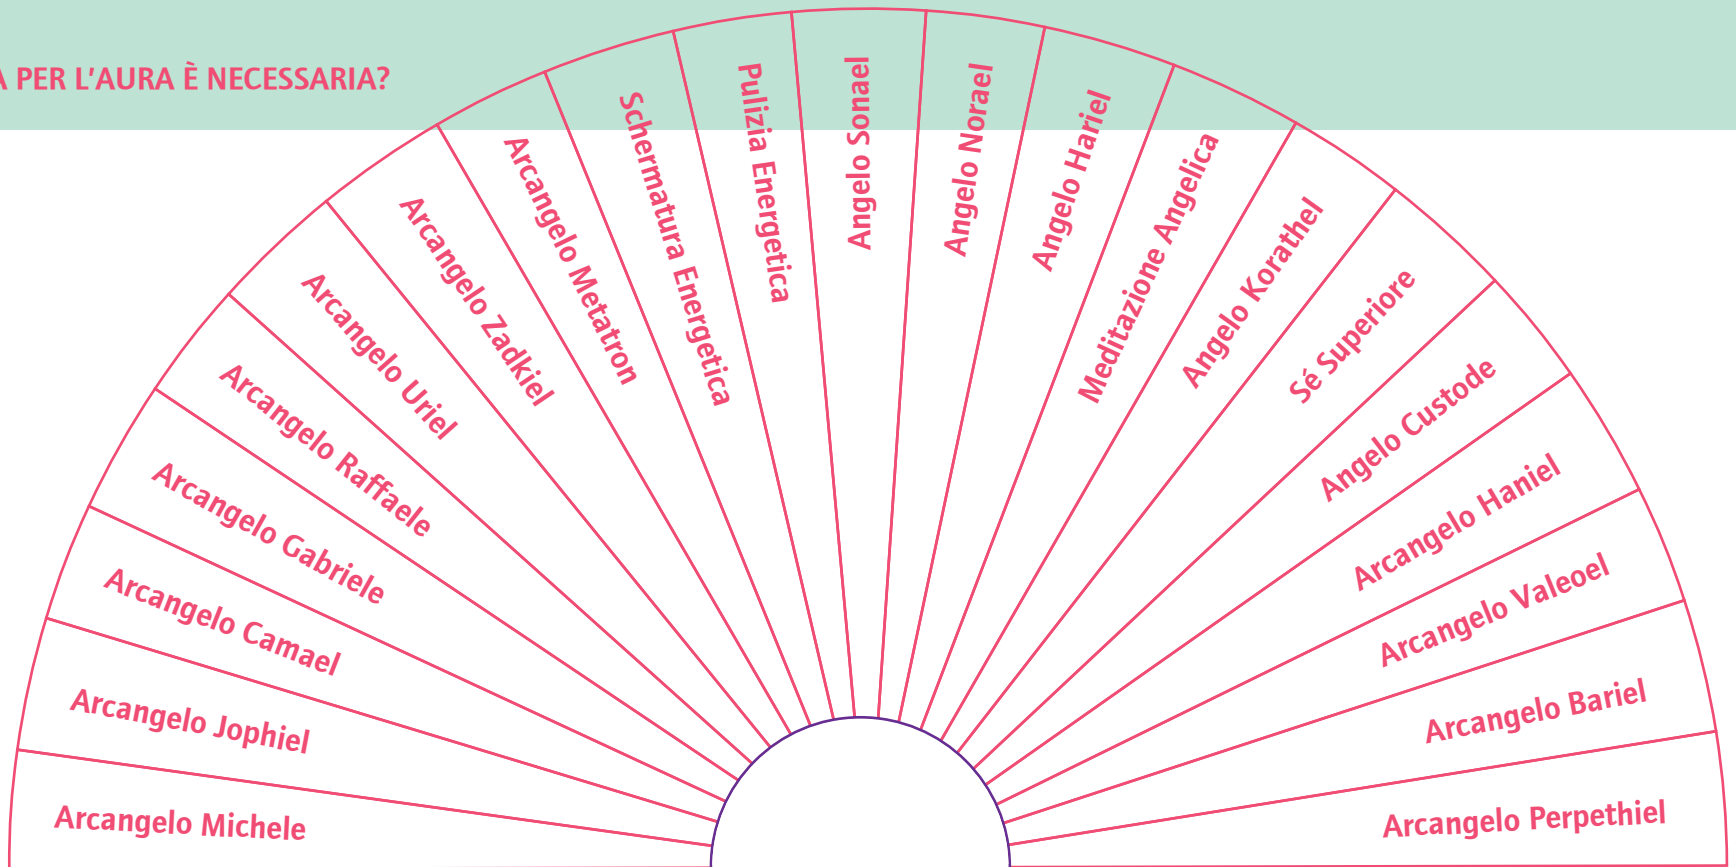 PER L'AURA È NECESSARIA?
Arcangelo Michele
Arcangelo Jophiel
Arcangelo Camael
Arcangelo Gabriele
Arcangelo Raffaele
Arcangelo Uriel
Arcangelo Zadkiel
Arcangelo Metatron
Schermatura Energetica
Pulizia Energetica
Angelo Sonael
Angelo Norael
Angelo Hariel
Meditazione Angelica
Angelo Korathel
Sé Superiore
Angelo Custode
Arcangelo Haniel
Arcangelo Valeoel
Arcangelo Bariel
Arcangelo Perpethiel